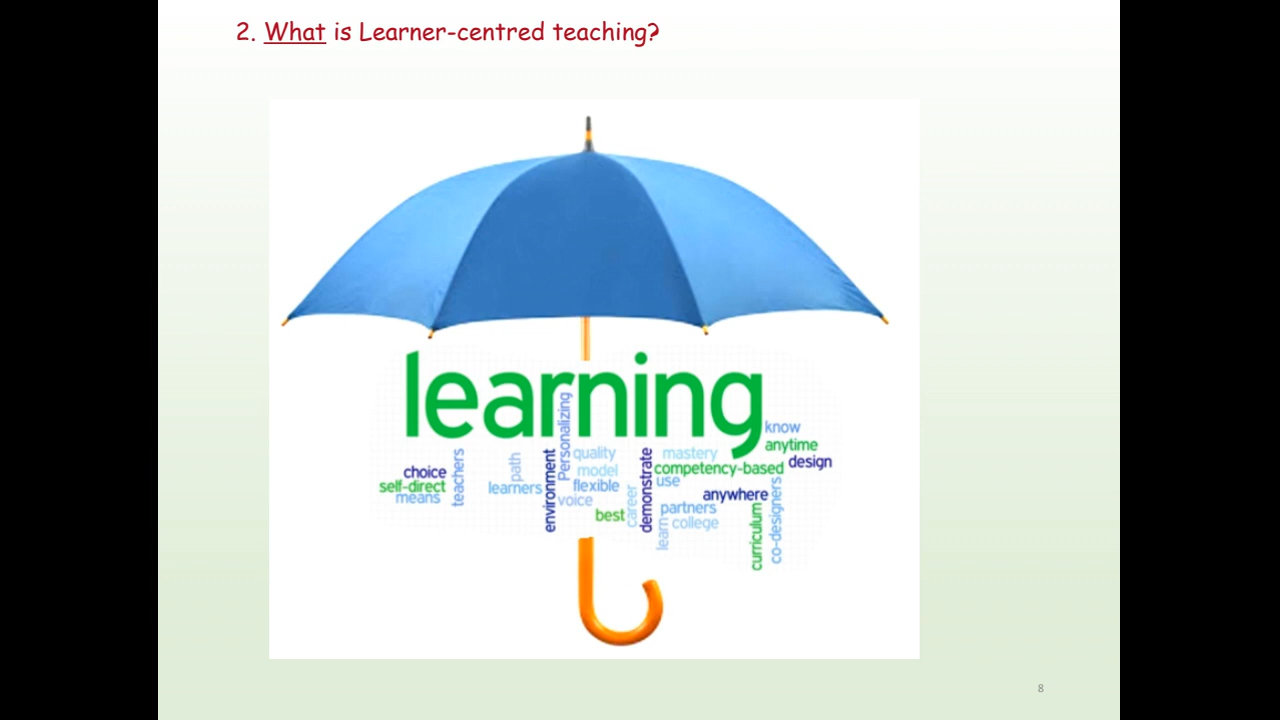 2. What is Learner-centred teaching?
learning
Personalizing
know
anytime
design
choice
self-direct
means
teachers
path
learners
environment
quality
model
flexible
voice
best
career
demonstrate
mastery
competency-based
use
anywhere
partners
college
learn
curriculum
co-designers
8